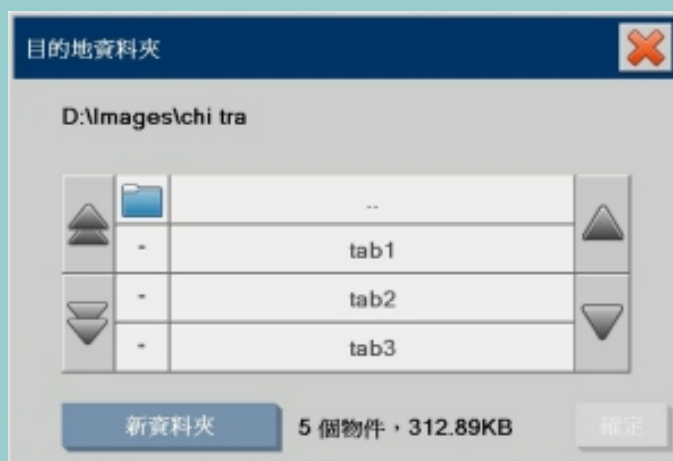 目的地資料夾
D:\Images\chi tra
..
- tab1
- tab2
- tab3
新資料夾 5 個物件，312.89KB 確定